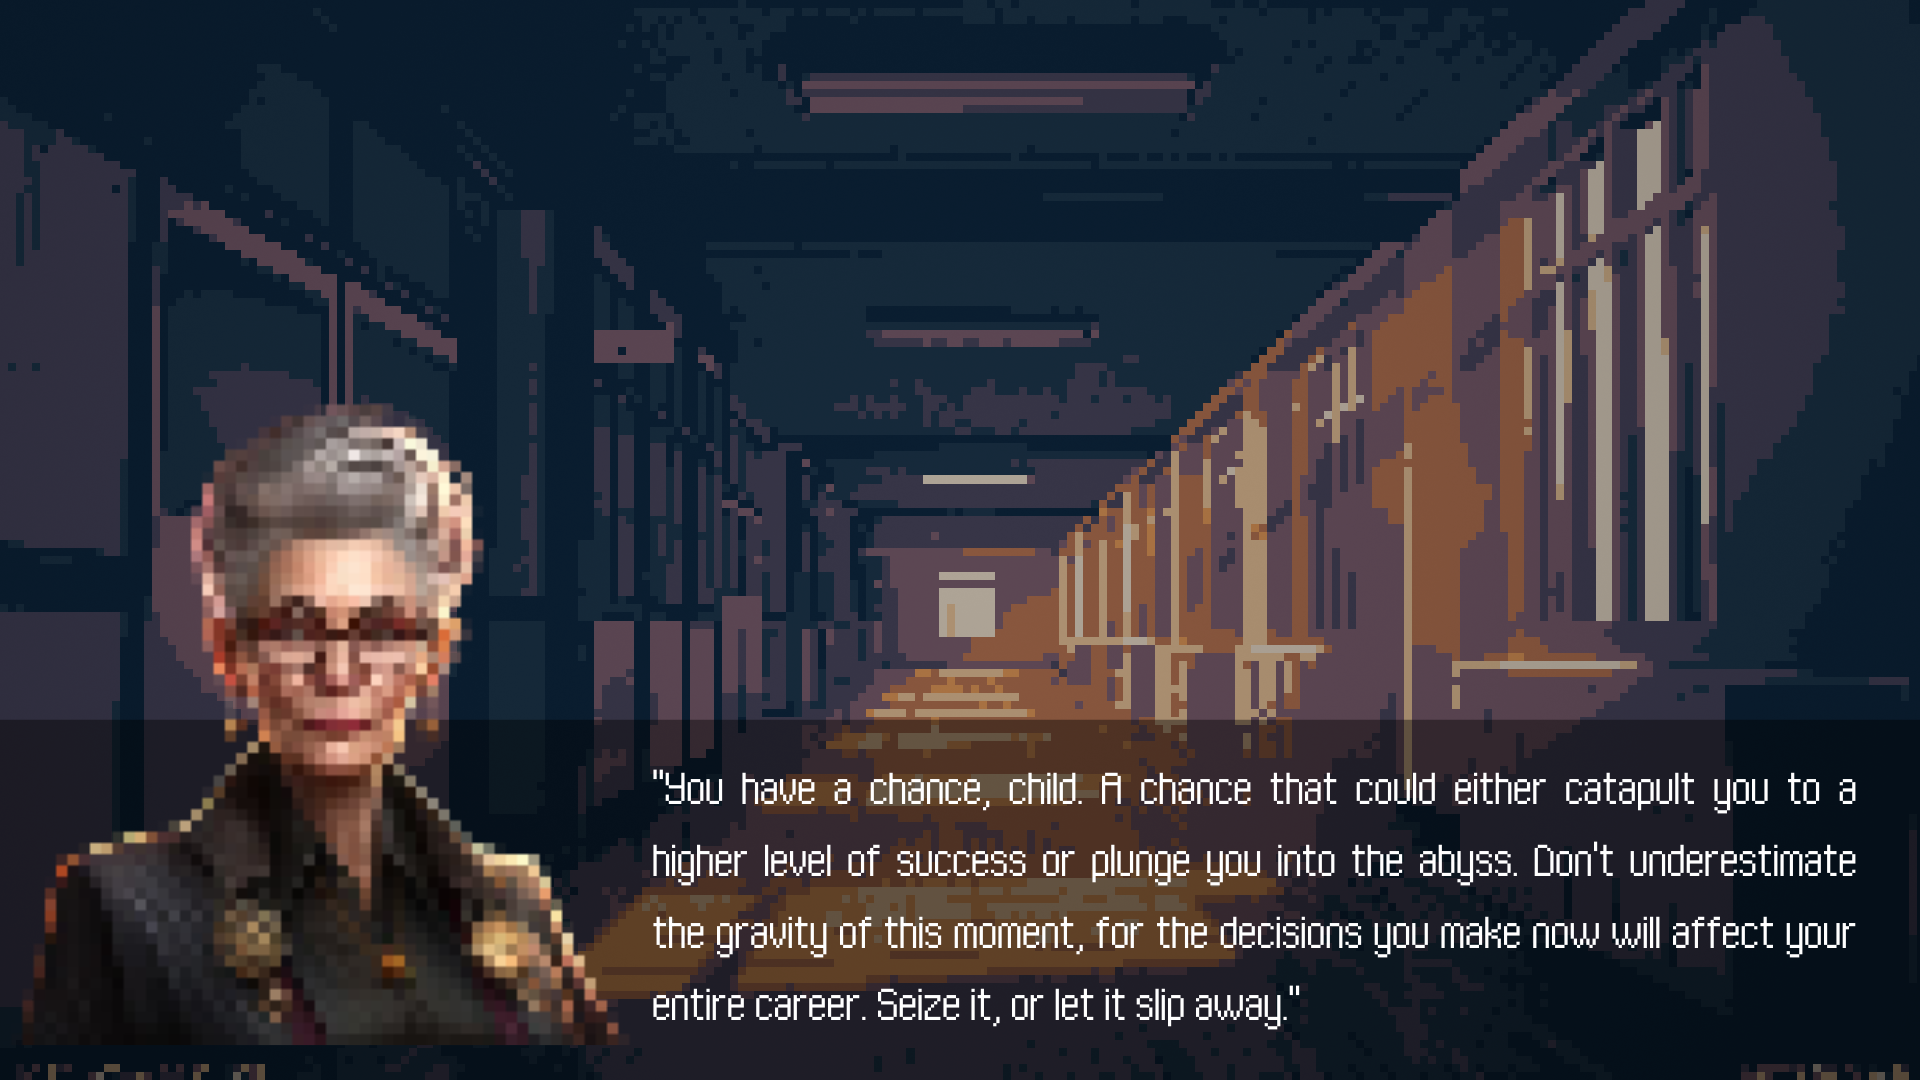 "You have a chance, child. A chance that could either catapult you to a
higher level of success or plunge you into the abyss. Don't underestimate
the gravity of this moment, for the decisions you make now will affect your
entire career. Seize it, or let it slip away."